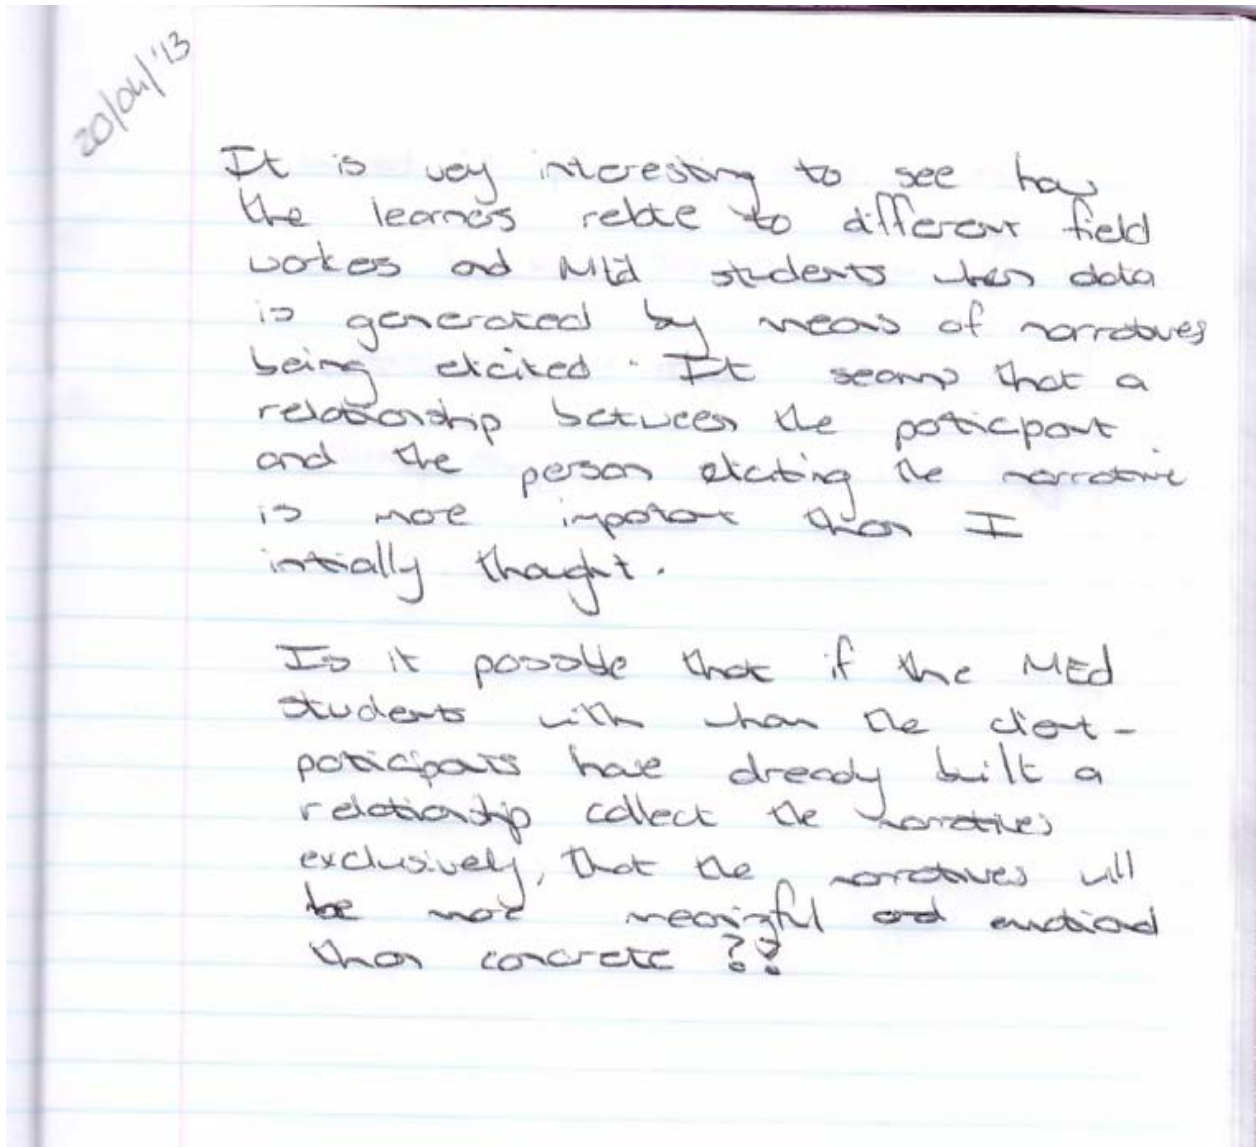 20/04/'13
It is very interesting to see how
the learners relate to different field
workers and MEd students when data
is generated by means of narratives
being elicited. It seems that a
relationship between the participant
and the person eliciting the narrative
is more important than I
initially thought.
Is it possible that if the MEd
students with whom the client-
participants have already built a
relationship collect the narratives
exclusively, that the narratives will
be more meaningful and emotional
than concrete ??